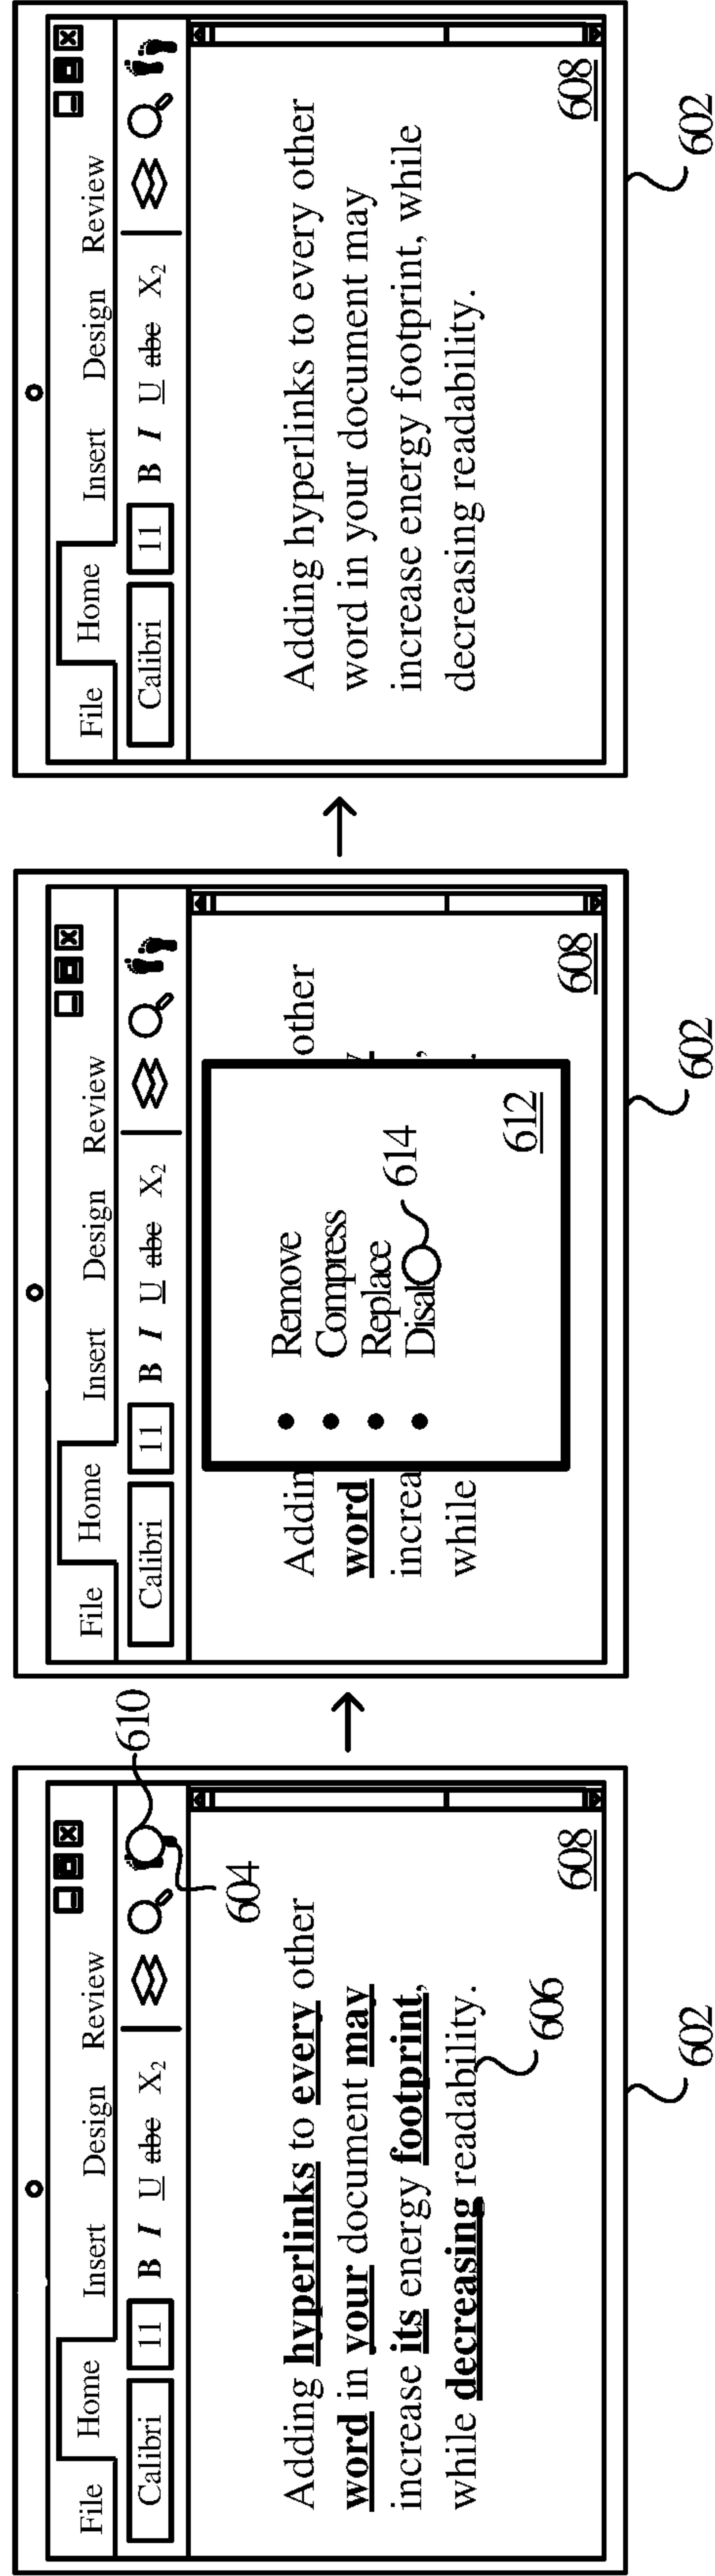 File Home Insert Design Review
Calibri 11 B I U abe X₂
610
604
Adding hyperlinks to every other
word in your document may
increase its energy footprint,
while decreasing readability.
606
608
602
File Home Insert Design Review
Calibri 11 B I U abe X₂
Addin other
word
increa ,
while .
Remove
Compress
Replace
Disal
614
612
608
602
File Home Insert Design Review
Calibri 11 B I U abe X₂
Adding hyperlinks to every other
word in your document may
increase energy footprint, while
decreasing readability.
608
602